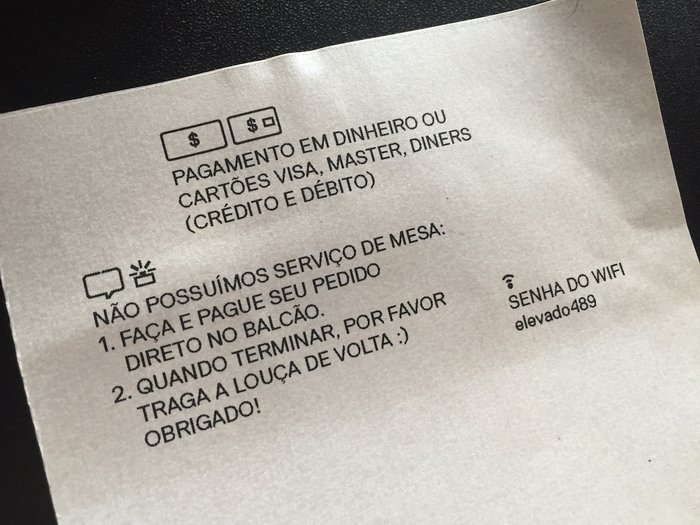 $ $
PAGAMENTO EM DINHEIRO OU
CARTÕES VISA, MASTER, DINERS
(CRÉDITO E DÉBITO)
NÃO POSSUÍMOS SERVIÇO DE MESA:
1. FAÇA E PAGUE SEU PEDIDO
DIRETO NO BALCÃO.
2. QUANDO TERMINAR, POR FAVOR
TRAGA A LOUÇA DE VOLTA :)
OBRIGADO!
SENHA DO WIFI
elevado489